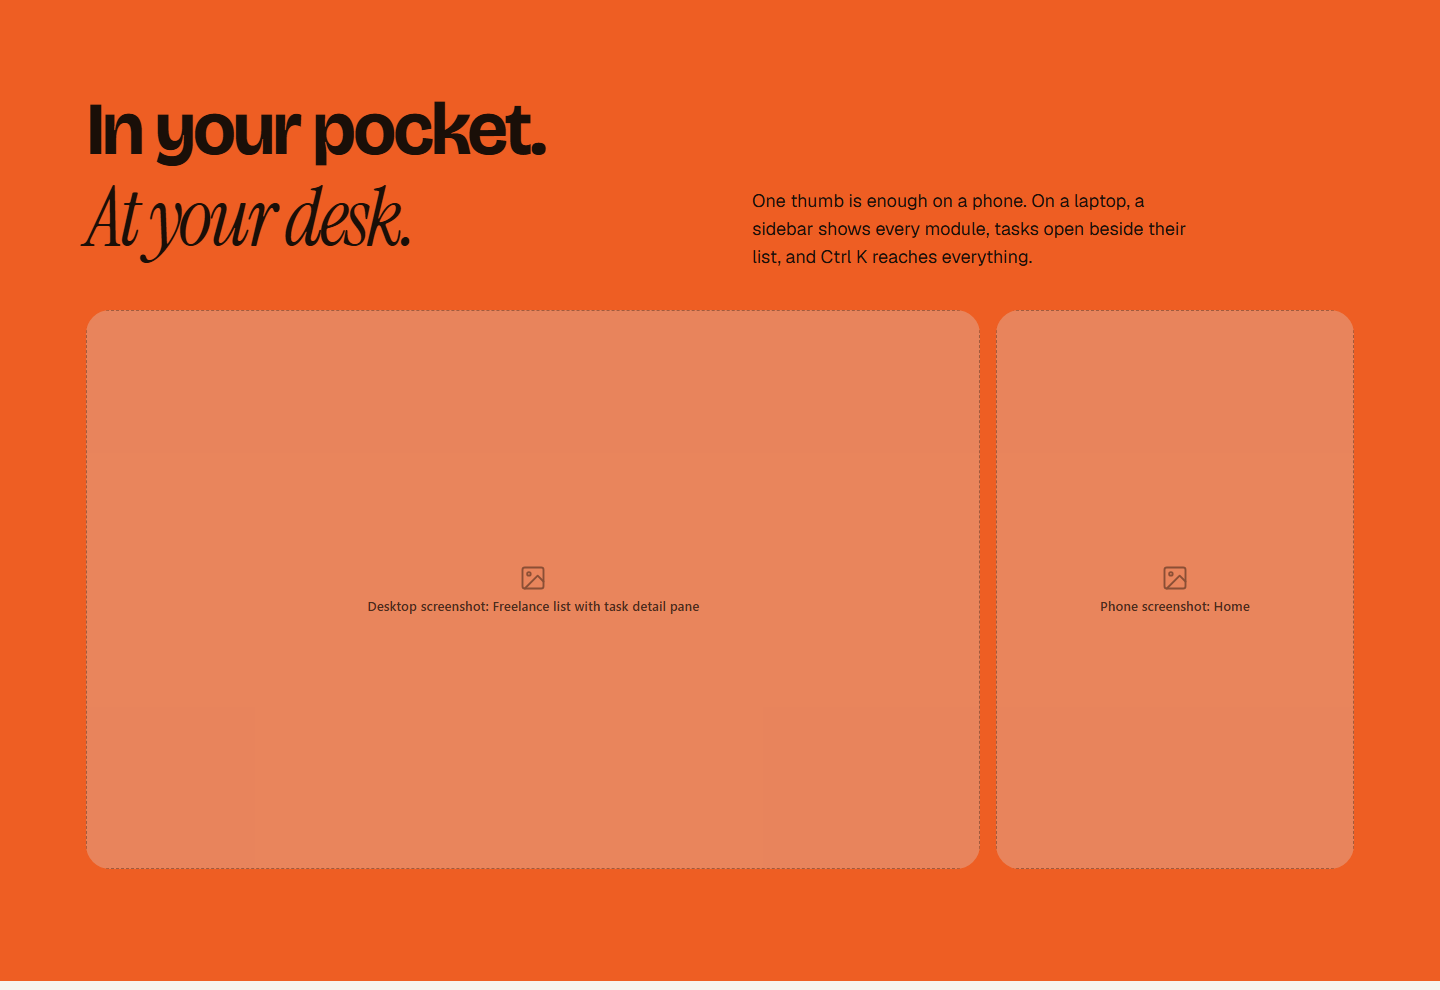 In your pocket.
At your desk.
One thumb is enough on a phone. On a laptop, a
sidebar shows every module, tasks open beside their
list, and Ctrl K reaches everything.
Desktop screenshot: Freelance list with task detail pane
Phone screenshot: Home